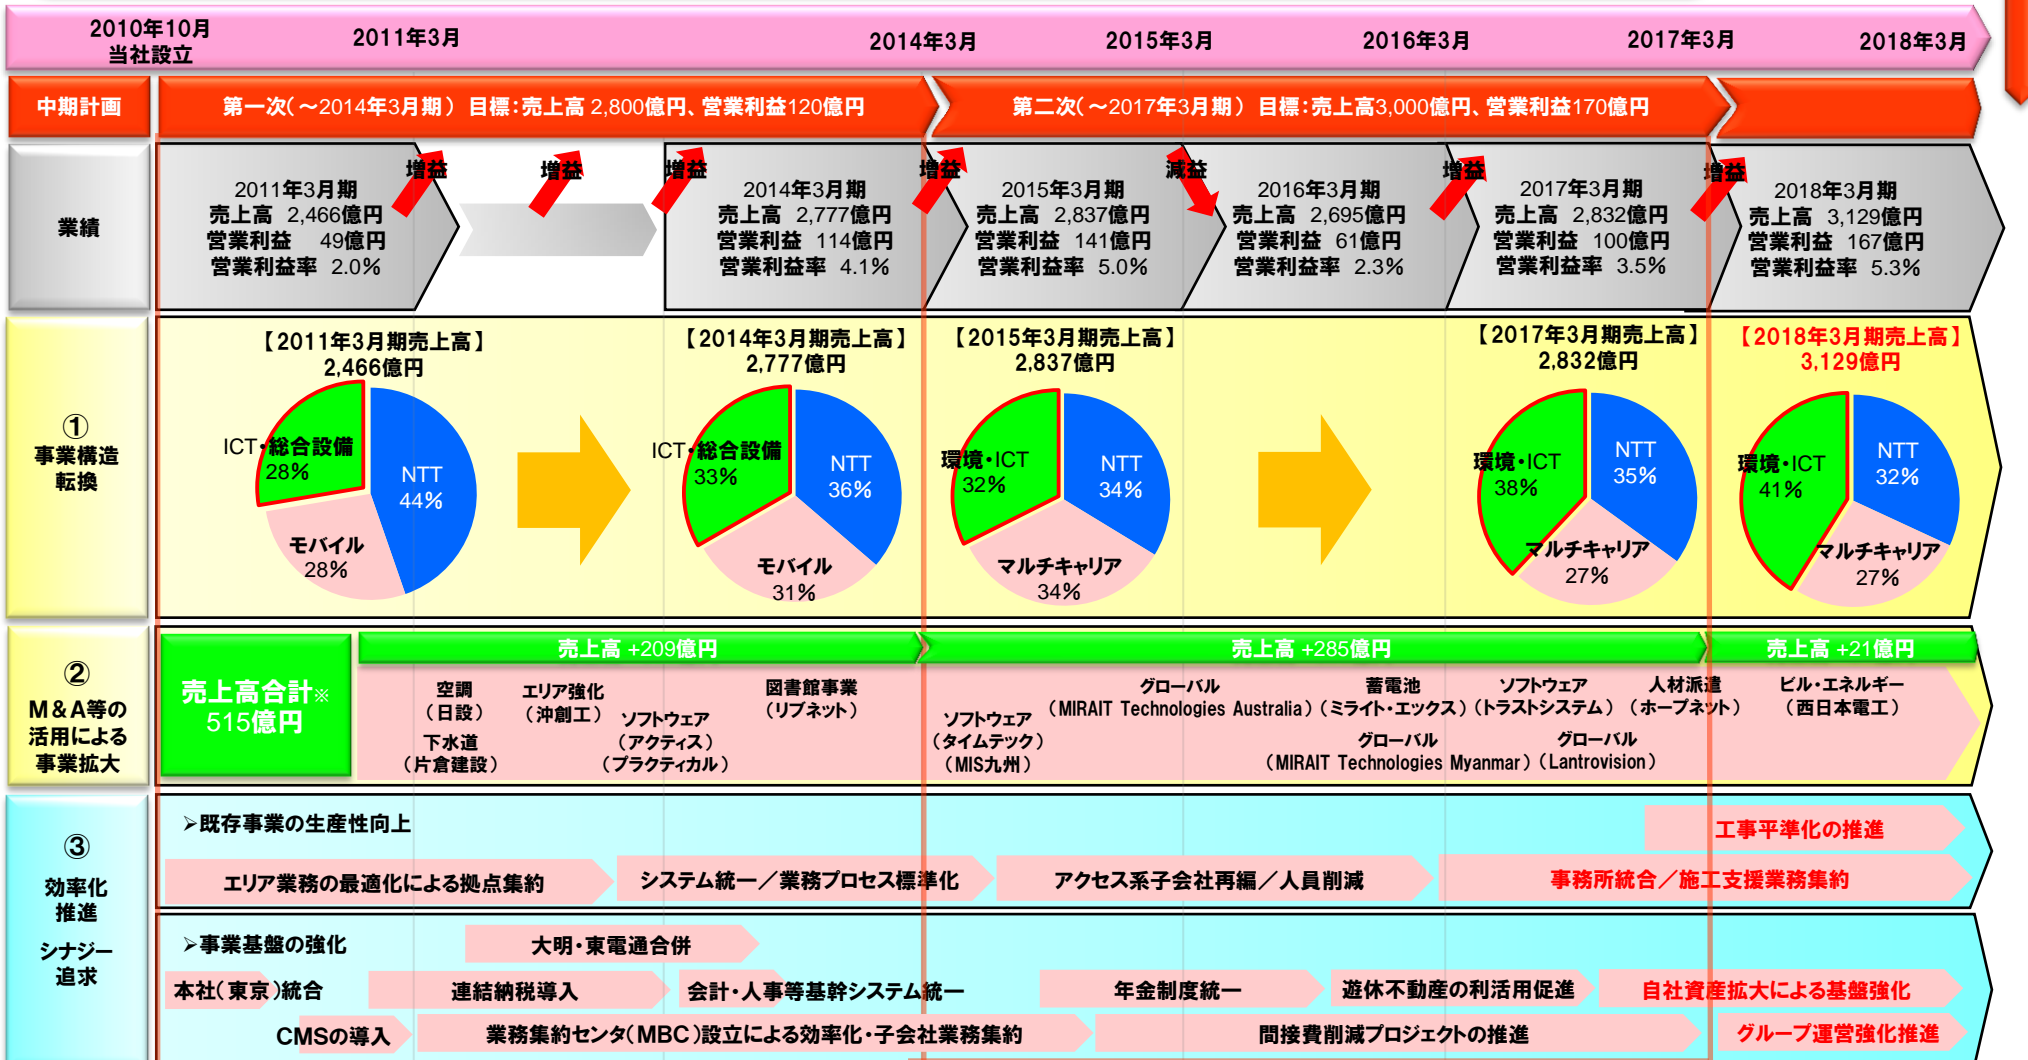 2010年10月
当社設立
2011年3月
2014年3月
2015年3月
2016年3月
2017年3月
2018年3月
中期計画
第一次(～2014年3月期) 目標：売上高 2,800億円、営業利益120億円
第二次(～2017年3月期) 目標：売上高3,000億円、営業利益170億円
業績
2011年3月期
売上高 2,466億円
営業利益 49億円
営業利益率 2.0%
増益
増益
増益
2014年3月期
売上高 2,777億円
営業利益 114億円
営業利益率 4.1%
増益
2015年3月期
売上高 2,837億円
営業利益 141億円
営業利益率 5.0%
減益
2016年3月期
売上高 2,695億円
営業利益 61億円
営業利益率 2.3%
増益
2017年3月期
売上高 2,832億円
営業利益 100億円
営業利益率 3.5%
増益
2018年3月期
売上高 3,129億円
営業利益 167億円
営業利益率 5.3%
①
事業構造
転換
【2011年3月期売上高】
2,466億円
ICT・総合設備
28%
NTT
44%
モバイル
28%
【2014年3月期売上高】
2,777億円
ICT・総合設備
33%
NTT
36%
モバイル
31%
【2015年3月期売上高】
2,837億円
環境・ICT
32%
NTT
34%
マルチキャリア
34%
【2017年3月期売上高】
2,832億円
環境・ICT
38%
NTT
35%
マルチキャリア
27%
【2018年3月期売上高】
3,129億円
環境・ICT
41%
NTT
32%
マルチキャリア
27%
②
M＆A等の
活用による
事業拡大
売上高合計※
515億円
売上高 +209億円
売上高 +285億円
売上高 +21億円
空調
(日設)
下水道
(片倉建設)
エリア強化
(沖創工)
ソフトウェア
(アクティス)
(プラクティカル)
図書館事業
(リブネット)
ソフトウェア
(タイムテック)
(MIS九州)
グローバル
(MIRAIT Technologies Australia)
蓄電池
(ミライト・エックス)
グローバル
(MIRAIT Technologies Myanmar)
ソフトウェア
(トラストシステム)
グローバル
(Lantrovision)
人材派遣
(ホープネット)
ビル・エネルギー
(西日本電工)
③
効率化
推進
シナジー
追求
➢既存事業の生産性向上
工事平準化の推進
エリア業務の最適化による拠点集約
システム統一／業務プロセス標準化
アクセス系子会社再編／人員削減
事務所統合／施工支援業務集約
➢事業基盤の強化
大明・東電通合併
本社(東京)統合
連結納税導入
会計・人事等基幹システム統一
年金制度統一
遊休不動産の利活用促進
自社資産拡大による基盤強化
CMSの導入
業務集約センタ(MBC)設立による効率化・子会社業務集約
間接費削減プロジェクトの推進
グループ運営強化推進